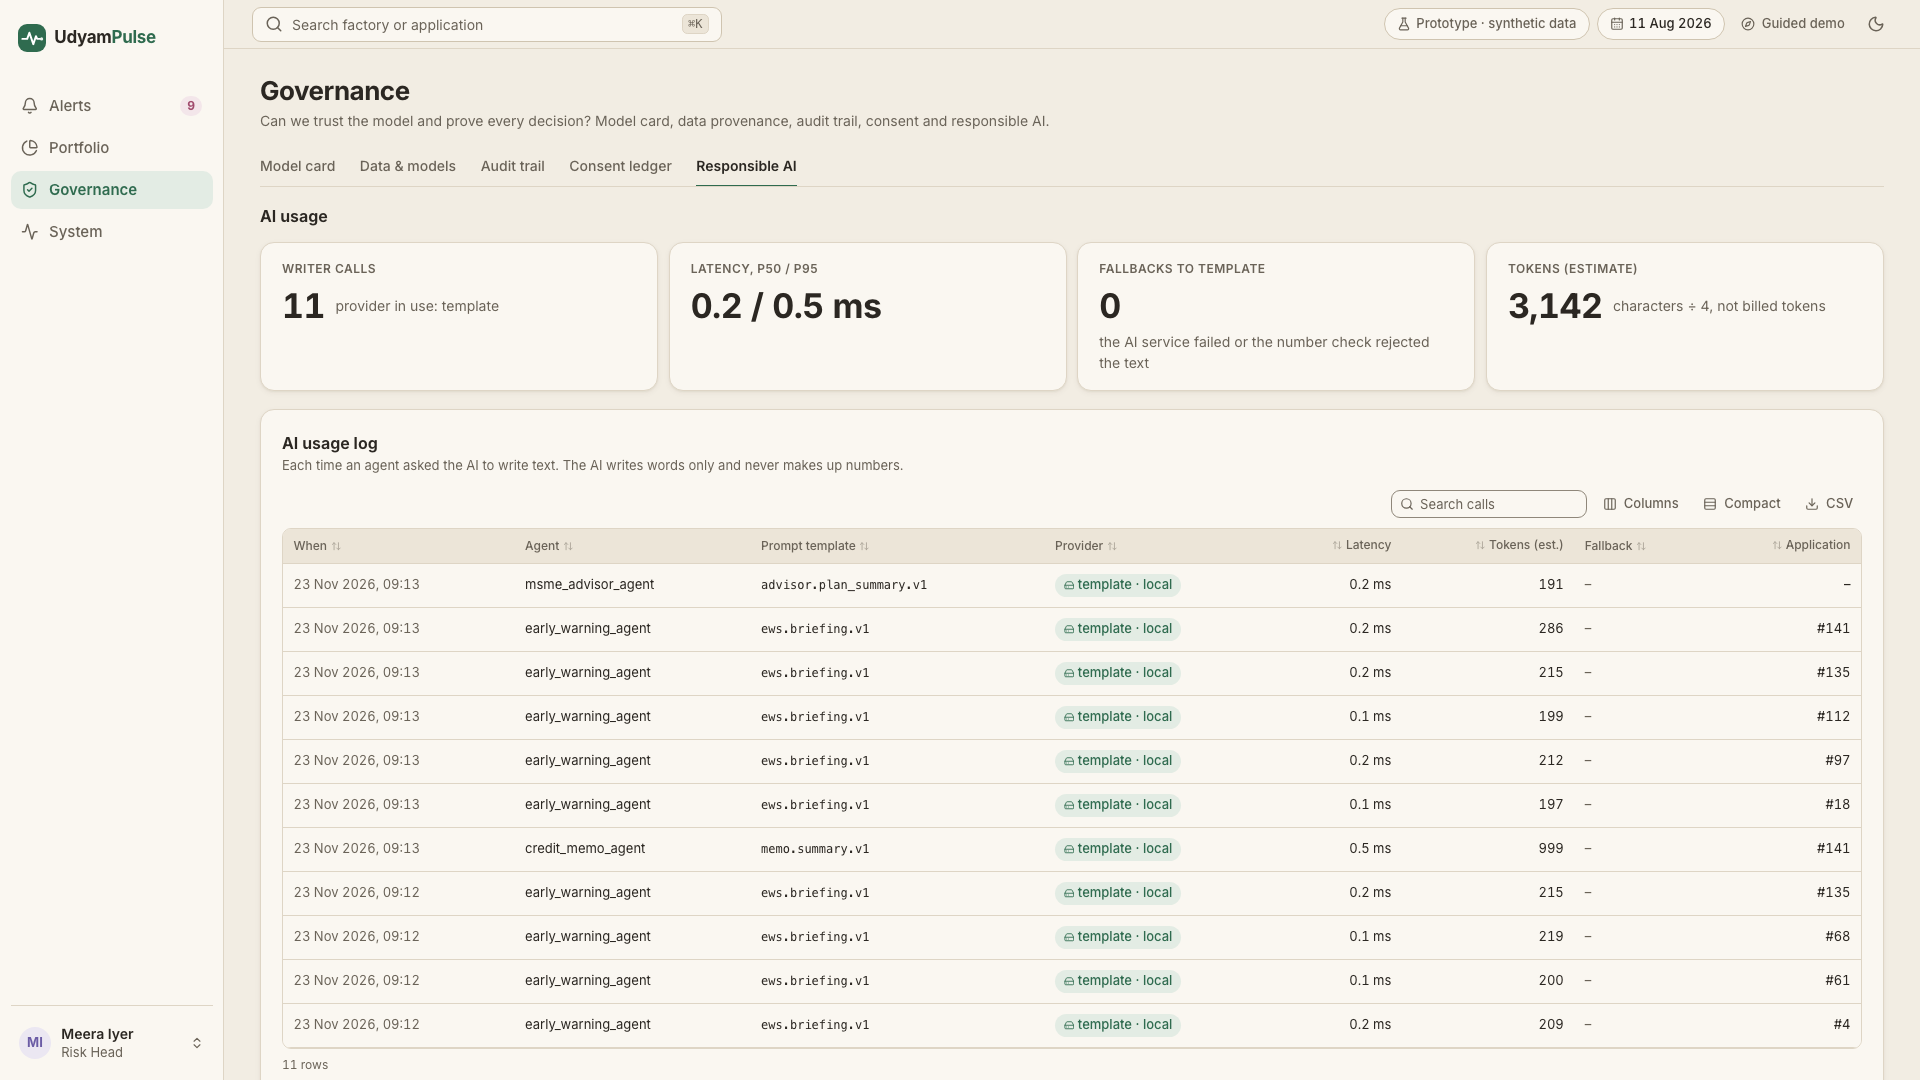 UdyamPulse
Search factory or application
⌘K
Prototype · synthetic data
11 Aug 2026
Guided demo
Alerts
9
Portfolio
Governance
System
Governance
Can we trust the model and prove every decision? Model card, data provenance, audit trail, consent and responsible AI.
Model card Data & models Audit trail Consent ledger Responsible AI
AI usage
WRITER CALLS
11 provider in use: template
LATENCY, P50 / P95
0.2 / 0.5 ms
FALLBACKS TO TEMPLATE
0
the AI service failed or the number check rejected
the text
TOKENS (ESTIMATE)
3,142 characters ÷ 4, not billed tokens
AI usage log
Each time an agent asked the AI to write text. The AI writes words only and never makes up numbers.
Search calls Columns Compact CSV
When Agent Prompt template Provider Latency Tokens (est.) Fallback Application
23 Nov 2026, 09:13 msme_advisor_agent advisor.plan_summary.v1 template · local 0.2 ms 191 – –
23 Nov 2026, 09:13 early_warning_agent ews.briefing.v1 template · local 0.2 ms 286 – #141
23 Nov 2026, 09:13 early_warning_agent ews.briefing.v1 template · local 0.2 ms 215 – #135
23 Nov 2026, 09:13 early_warning_agent ews.briefing.v1 template · local 0.1 ms 199 – #112
23 Nov 2026, 09:13 early_warning_agent ews.briefing.v1 template · local 0.2 ms 212 – #97
23 Nov 2026, 09:13 early_warning_agent ews.briefing.v1 template · local 0.1 ms 197 – #18
23 Nov 2026, 09:13 credit_memo_agent memo.summary.v1 template · local 0.5 ms 999 – #141
23 Nov 2026, 09:12 early_warning_agent ews.briefing.v1 template · local 0.2 ms 215 – #135
23 Nov 2026, 09:12 early_warning_agent ews.briefing.v1 template · local 0.1 ms 219 – #68
23 Nov 2026, 09:12 early_warning_agent ews.briefing.v1 template · local 0.1 ms 200 – #61
23 Nov 2026, 09:12 early_warning_agent ews.briefing.v1 template · local 0.2 ms 209 – #4
11 rows
MI
Meera Iyer
Risk Head